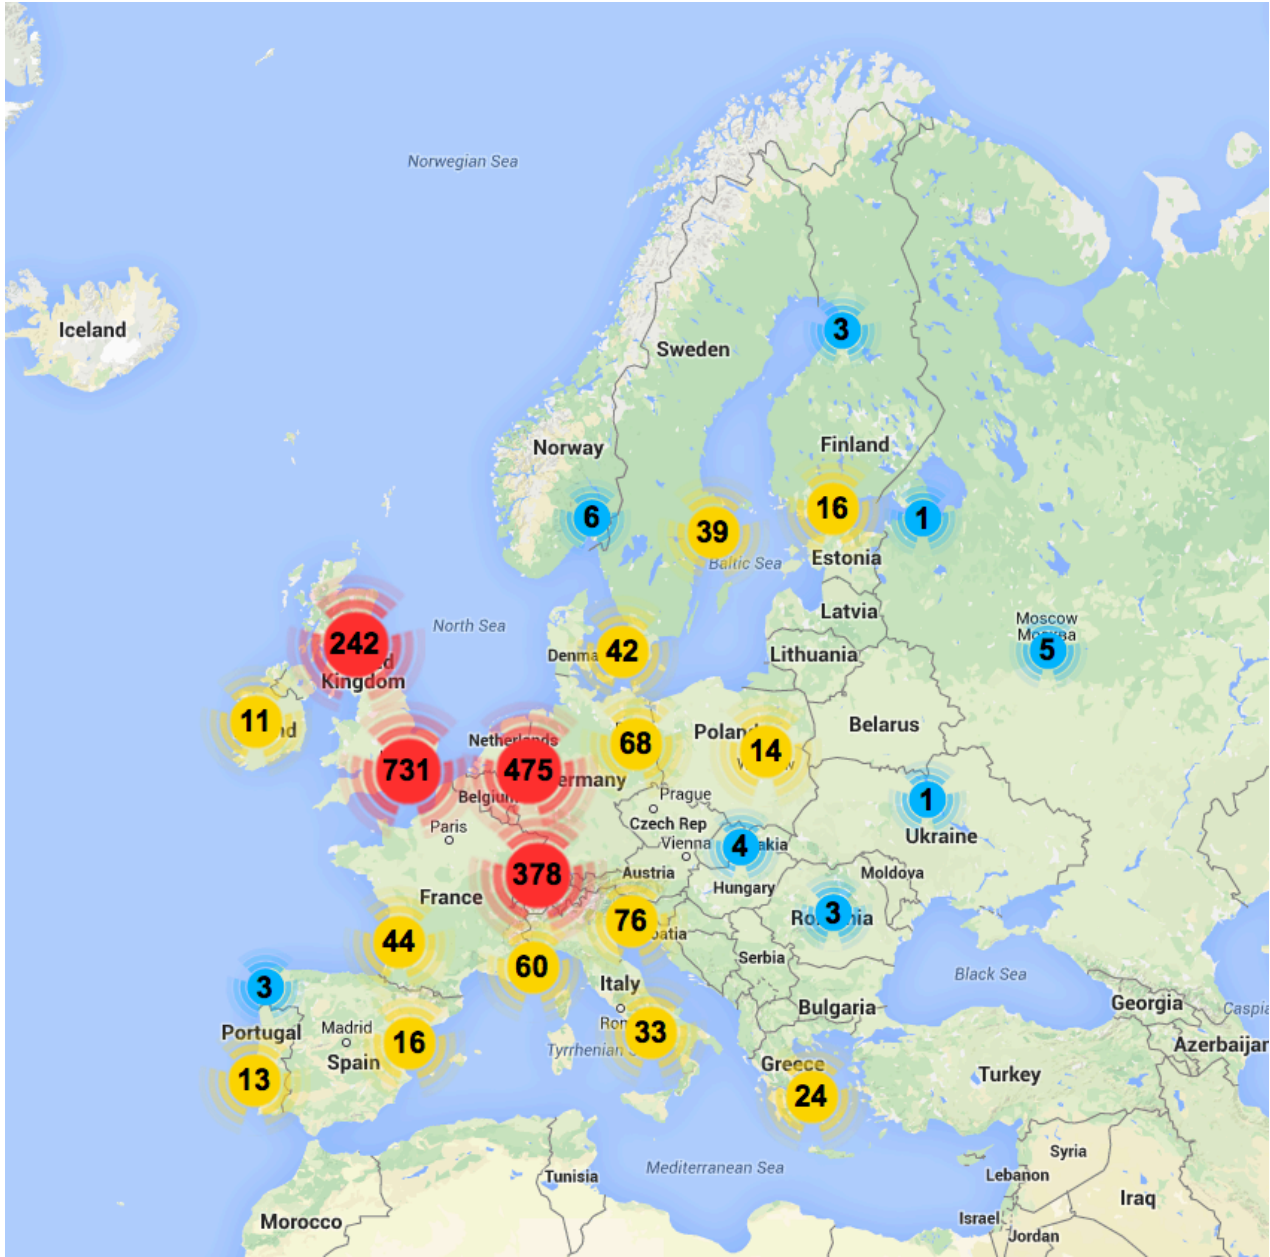 Norwegian Sea
Iceland
3
Sweden
Norway
Finland
6
39
16
1
Baltic Sea
Estonia
Latvia
Moscow
5
242
North Sea
Kingdom
Denma
42
Lithuania
11
Belarus
Netherlands
68
Poland
14
731
475
ermany
Belgium
Prague
1
Ukraine
Paris
Czech Rep
Vienna
4
akia
378
Austria
Hungary
Moldova
France
76
atia
3
44
60
Serbia
Italy
Black Sea
3
Bulgaria
Georgia
Caspia
Portugal
Madrid
Spain
16
33
Tyrrhenian
Azerbaijan
13
Greece
24
Turkey
Mediterranean Sea
Syria
Lebanon
Tunisia
Iraq
Morocco
Israel
Jordan